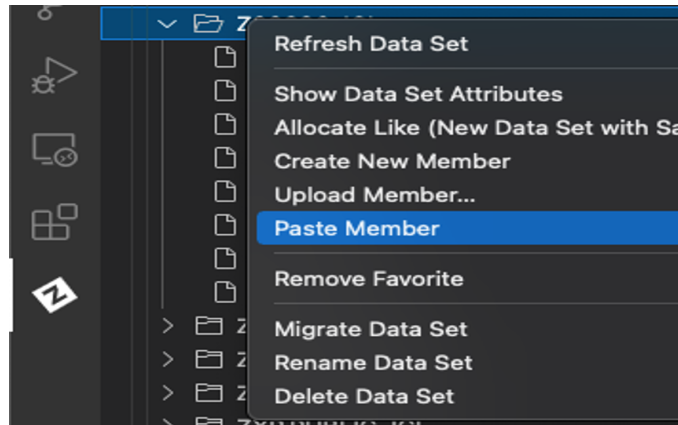 Refresh Data Set
Show Data Set Attributes
Allocate Like (New Data Set with Sa
Create New Member
Upload Member...
Paste Member
Remove Favorite
Migrate Data Set
Z
Rename Data Set
Z
Delete Data Set
Z